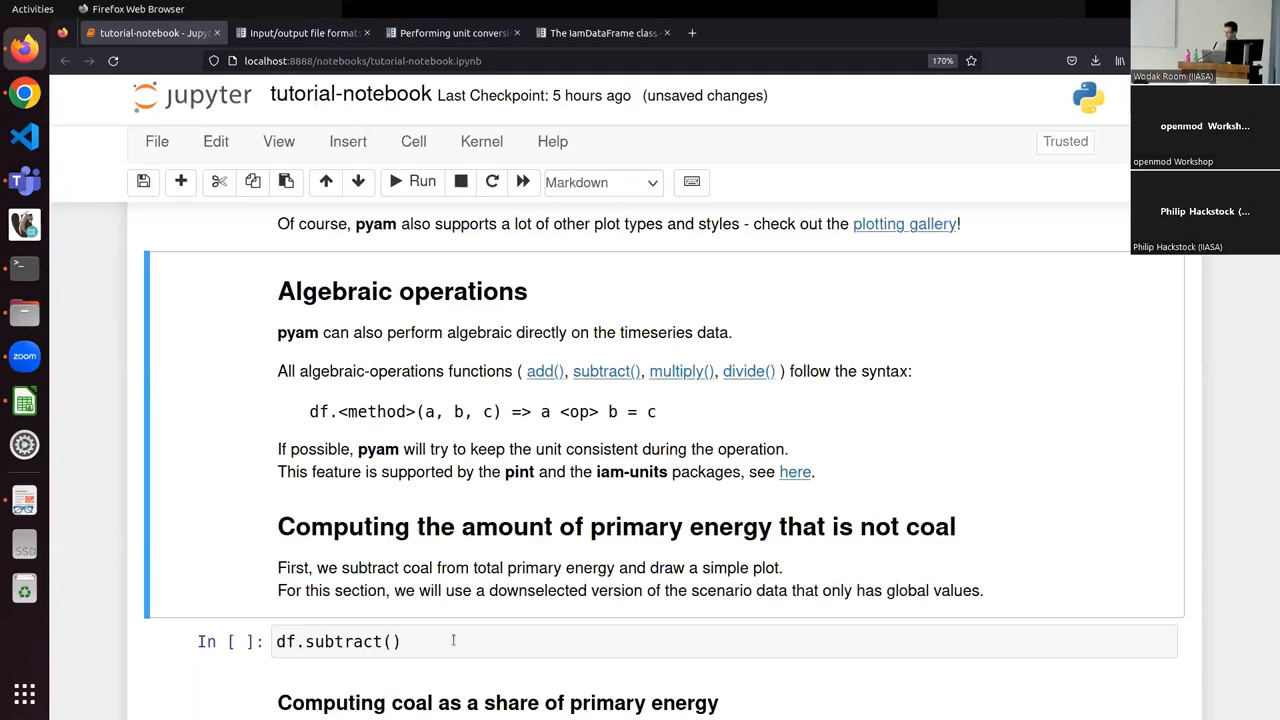 Activities
Firefox Web Browser
tutorial-notebook - Jupyt
Input/output file formats
Performing unit conversi
The IamDataFrame class
localhost:8888/notebooks/tutorial-notebook.ipynb
170%
jupyter
tutorial-notebook Last Checkpoint: 5 hours ago (unsaved changes)
File Edit View Insert Cell Kernel Help
Trusted
Run
Markdown
Wodak Room (IIASA)
openmod Worksh...
openmod Workshop
Philip Hackstock (...
Philip Hackstock (IIASA)
Of course, pyam also supports a lot of other plot types and styles - check out the plotting gallery!
Algebraic operations
pyam can also perform algebraic directly on the timeseries data.
All algebraic-operations functions ( add(), subtract(), multiply(), divide() ) follow the syntax:
df.<method>(a, b, c) => a <op> b = c
If possible, pyam will try to keep the unit consistent during the operation.
This feature is supported by the pint and the iam-units packages, see here.
Computing the amount of primary energy that is not coal
First, we subtract coal from total primary energy and draw a simple plot.
For this section, we will use a downselected version of the scenario data that only has global values.
In [ ]: df.subtract()
Computing coal as a share of primary energy
zoom
SSD